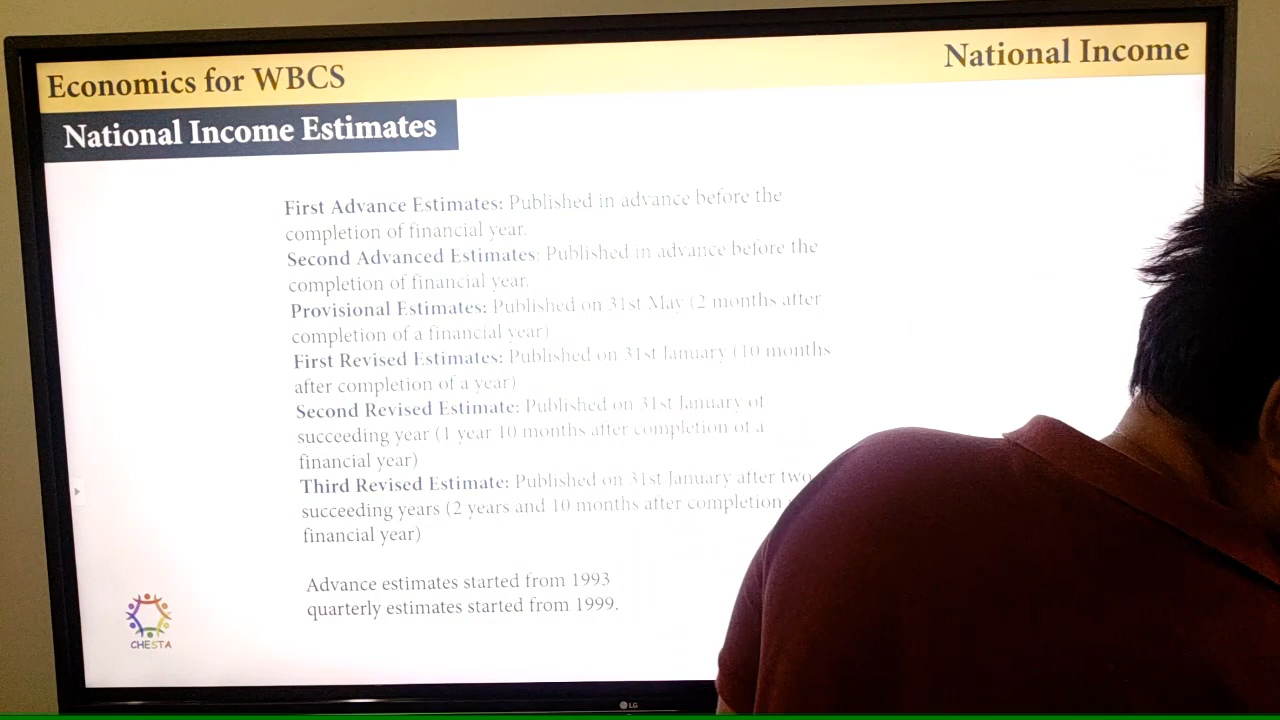 Economics for WBCS
National Income
National Income Estimates
First Advance Estimates: Published in advance before the
completion of financial year.
Second Advanced Estimates: Published in advance before the
completion of financial year.
Provisional Estimates: Published on 31st May (2 months after
completion of a financial year)
First Revised Estimates: Published on 31st January (10 months
after completion of a year)
Second Revised Estimate: Published on 31st January of
succeeding year (1 year 10 months after completion of a
financial year)
Third Revised Estimate: Published on 31st January after two
succeeding years (2 years and 10 months after completion
financial year)
Advance estimates started from 1993
quarterly estimates started from 1999.
CHESTA
LG